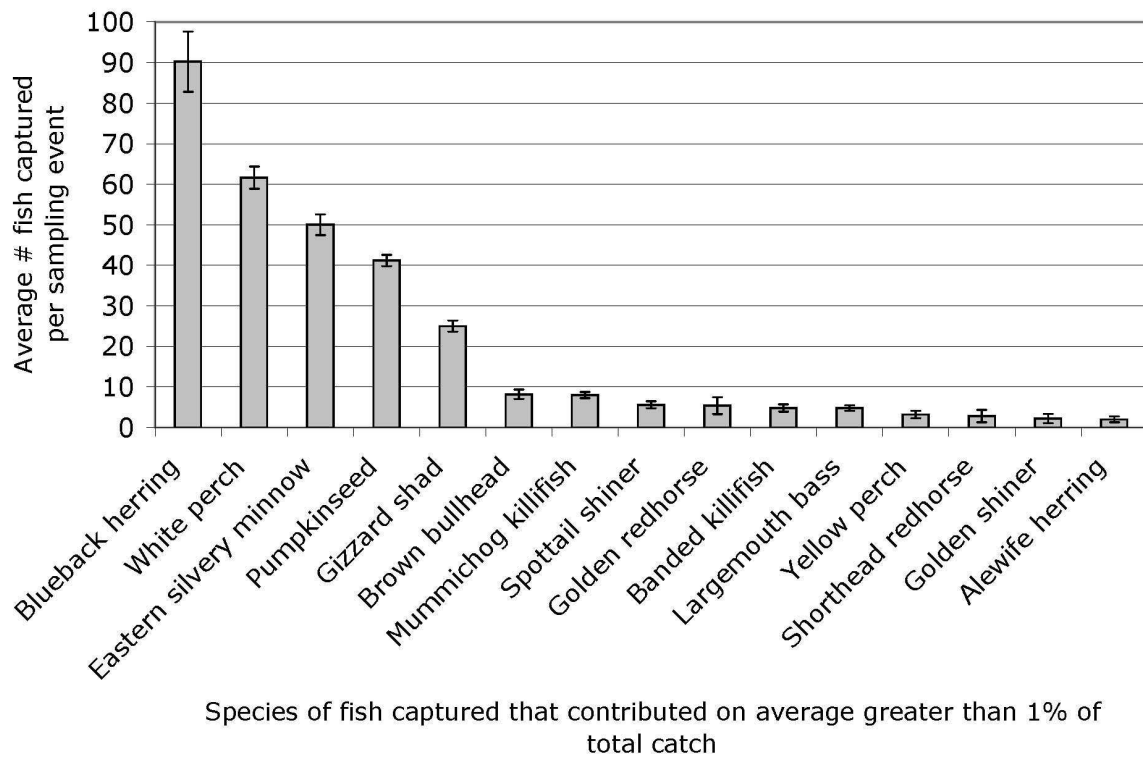 Average # fish captured
per sampling event
100
90
80
70
60
50
40
30
20
10
0
Blueback herring
White perch
Eastern silvery minnow
Pumpkinseed
Gizzard shad
Brown bullhead
Mummichog killifish
Spottail shiner
Golden redhorse
Banded killifish
Largemouth bass
Yellow perch
Shorthead redhorse
Golden shiner
Alewife herring
Species of fish captured that contributed on average greater than 1% of
total catch